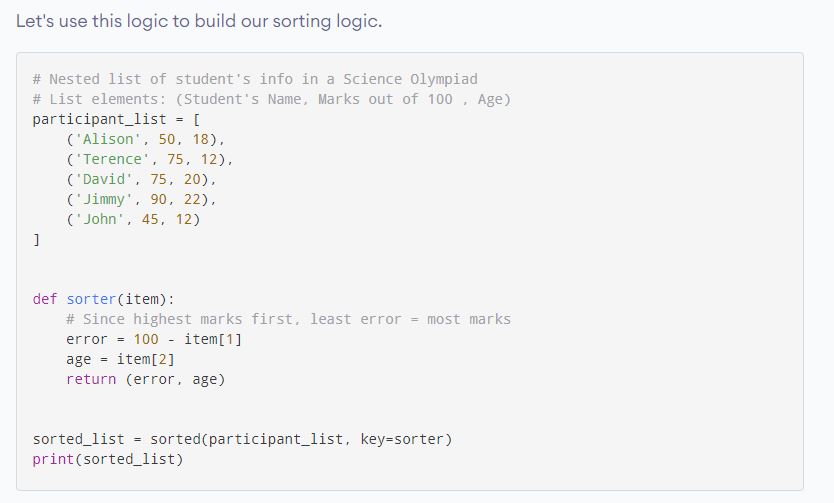 Let's use this logic to build our sorting logic.
# Nested list of student's info in a Science Olympiad
# List elements: (Student's Name, Marks out of 100 , Age)
participant_list = [
    ('Alison', 50, 18),
    ('Terence', 75, 12),
    ('David', 75, 20),
    ('Jimmy', 90, 22),
    ('John', 45, 12)
]
def sorter(item):
    # Since highest marks first, least error = most marks
    error = 100 - item[1]
    age = item[2]
    return (error, age)
sorted_list = sorted(participant_list, key=sorter)
print(sorted_list)